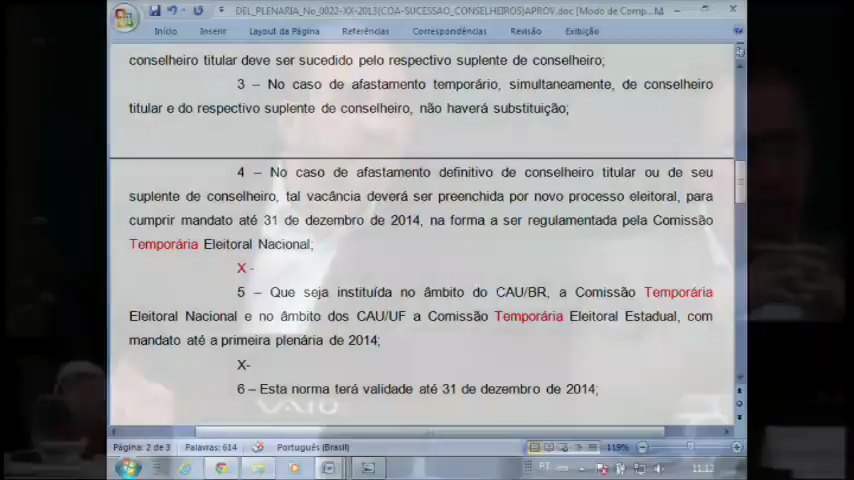 DEL_PLENARIA_No_0022-XX-2013(COA-SUCESSAO_CONSELHEIROS)APROV.doc [Modo de Comp...
Início Inserir Layout da Página Referências Correspondências Revisão Exibição
conselheiro titular deve ser sucedido pelo respectivo suplente de conselheiro;
3 – No caso de afastamento temporário, simultaneamente, de conselheiro
titular e do respectivo suplente de conselheiro, não haverá substituição;
4 – No caso de afastamento definitivo de conselheiro titular ou de seu
suplente de conselheiro, tal vacância deverá ser preenchida por novo processo eleitoral, para
cumprir mandato até 31 de dezembro de 2014, na forma a ser regulamentada pela Comissão
Temporária Eleitoral Nacional;
X -
5 – Que seja instituída no âmbito do CAU/BR, a Comissão Temporária
Eleitoral Nacional e no âmbito dos CAU/UF a Comissão Temporária Eleitoral Estadual, com
mandato até a primeira plenária de 2014;
X-
6 – Esta norma terá validade até 31 de dezembro de 2014;
VAIO
Página: 2 de 3 Palavras: 614 Português (Brasil) 119%
PT 11:12